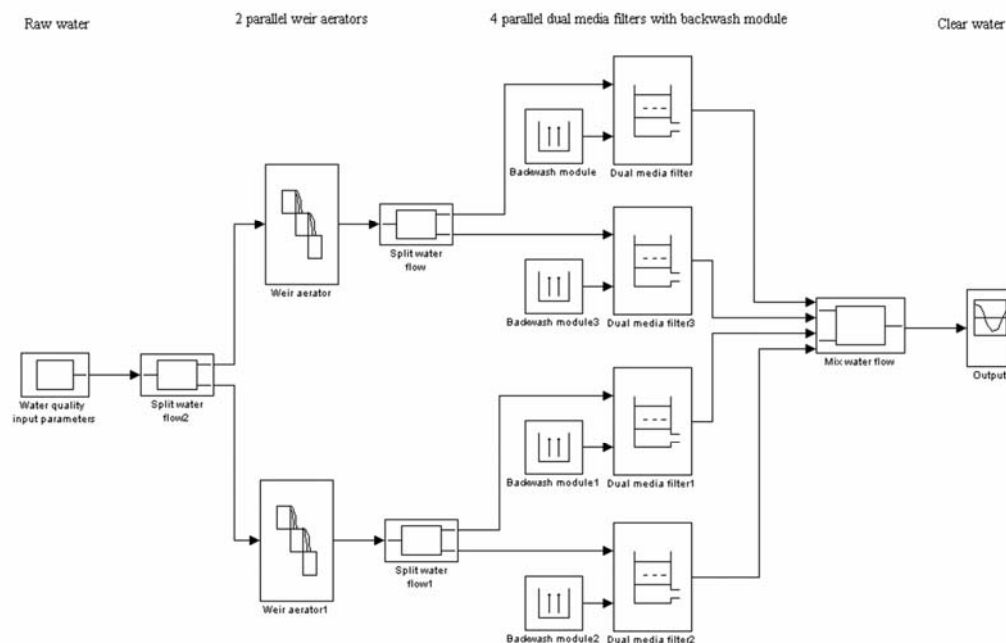 Raw water
2 parallel weir aerators
4 parallel dual media filters with backwash module
Clear water
Backwash module
Dual media filter
Weir aerator
Split water
flow
Backwash module3
Dual media filter3
Mix water flow
Output
Water quality
input parameters
Split water
flow2
Backwash module1
Dual media filter1
Weir aerator1
Split water
flow1
Backwash module2
Dual media filter2